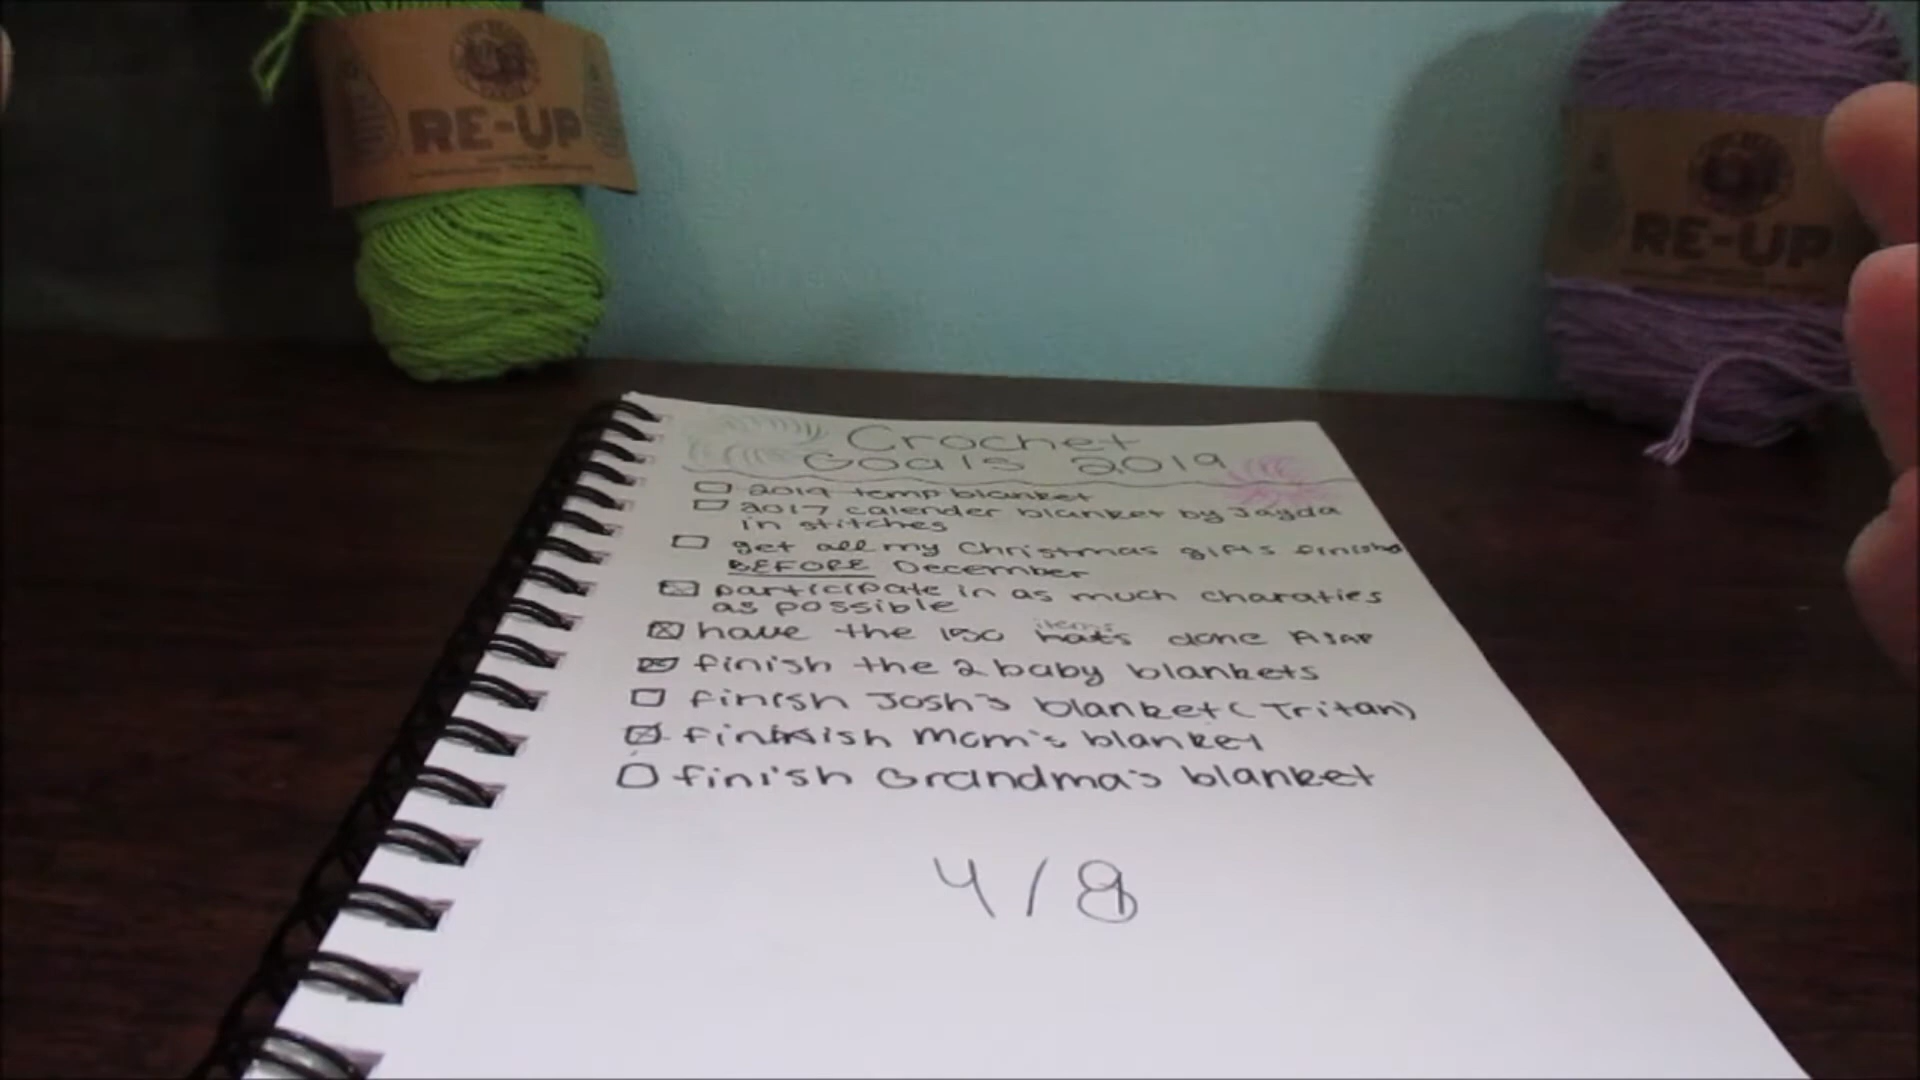 RE-UP
RE-UP
Crochet
Goals 2019
2019 temp blanket
2017 calender blanket by Jayda
in stitches
get all my Christmas gifts finished
BEFORE December
participate in as much charaties
as possible
items
have the 150 hats done ASAP
finish the 2 baby blankets
finish Josh's blanket (Tritan)
finish Mom's blanket
finish Grandma's blanket
4/8